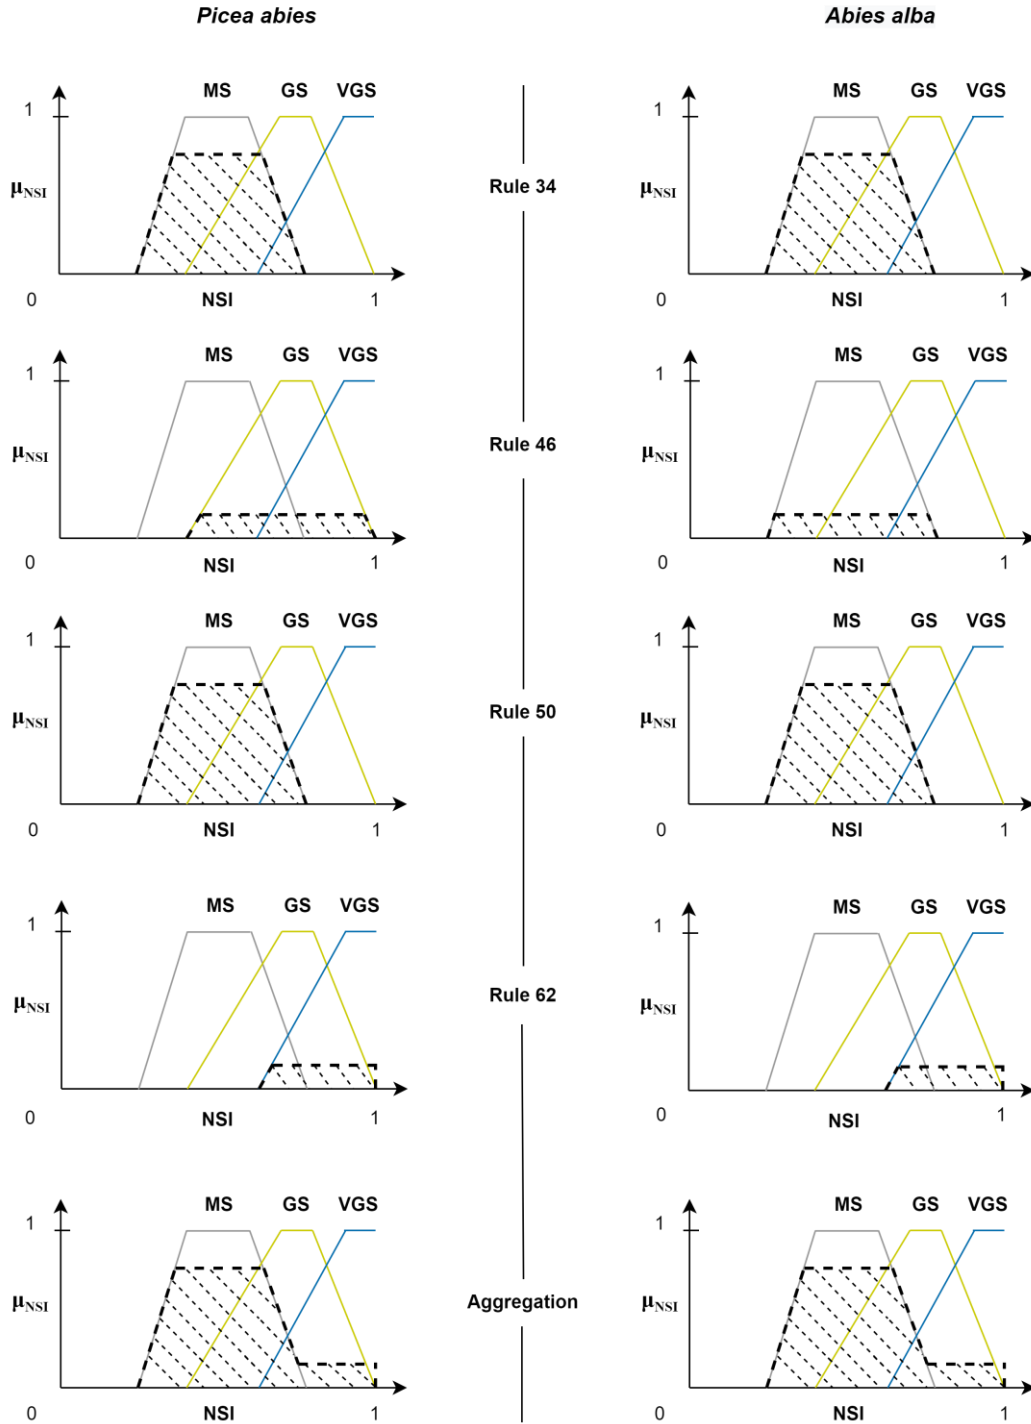 Picea abies Abies alba
MS GS VGS MS GS VGS
1 1
μNSI Rule 34 μNSI
0 NSI 1 0 NSI 1
MS GS VGS MS GS VGS
1 1
μNSI Rule 46 μNSI
0 NSI 1 0 NSI 1
MS GS VGS MS GS VGS
1 1
μNSI Rule 50 μNSI
0 NSI 1 0 NSI 1
MS GS VGS MS GS VGS
1 1
μNSI Rule 62 μNSI
0 NSI 1 0 NSI 1
MS GS VGS MS GS VGS
1 1
μNSI Aggregation μNSI
0 NSI 1 0 NSI 1